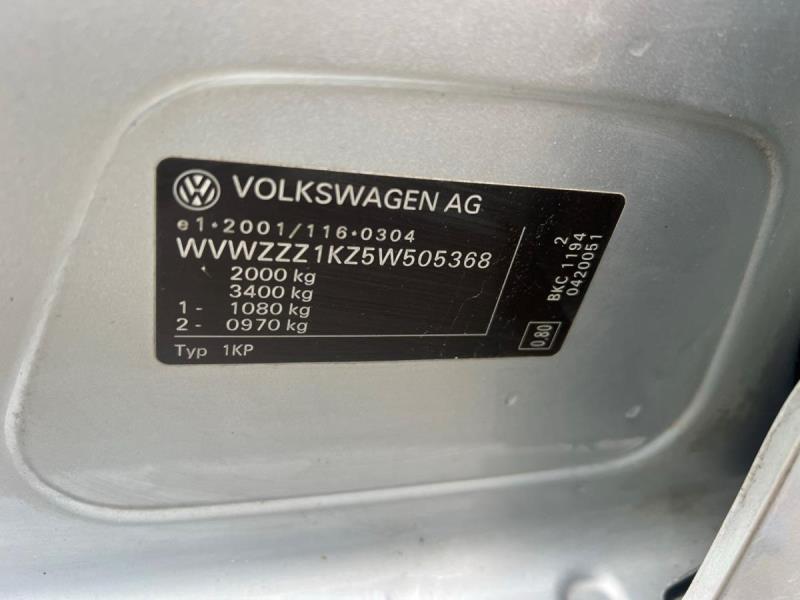 VOLKSWAGEN AG
e1*2001/116*0304
WVWZZZ1KZ5W505368
2000 kg
3400 kg
1 - 1080 kg
2 - 0970 kg
Typ 1KP
2
BKC 1194
0420051
0.80